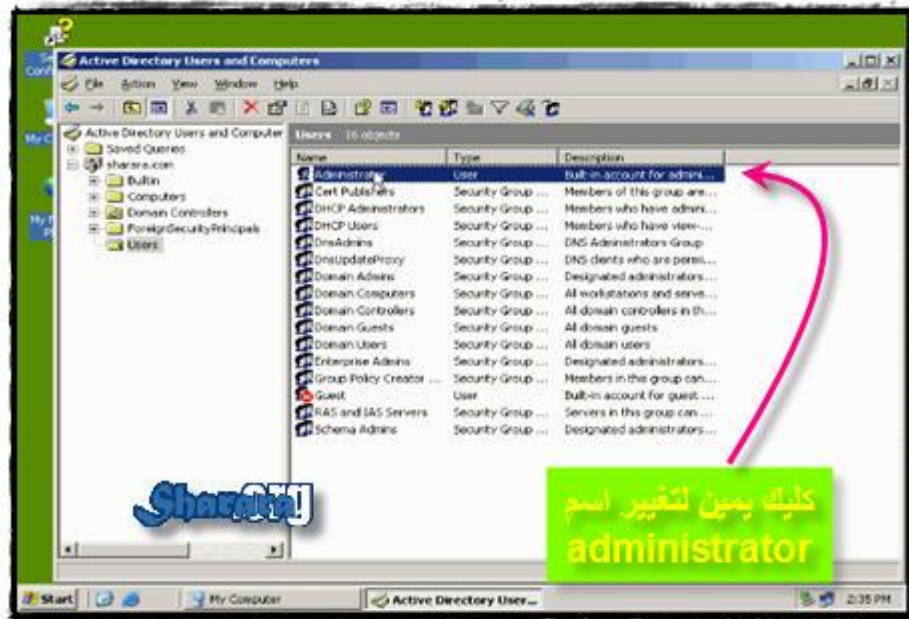 Active Directory Users and Computers
File Action View Window Help
Active Directory Users and Computer
Saved Queries
sharara.com
Builtin
Computers
Domain Controllers
ForeignSecurityPrincipals
Users
Users 16 objects
Name Type Description
Administrator User Built-in account for admini...
Cert Publishers Security Group ... Members of this group are...
DHCP Administrators Security Group ... Members who have admini...
DHCP Users Security Group ... Members who have view-...
DnsAdmins Security Group ... DNS Administrators Group
DnsUpdateProxy Security Group ... DNS clients who are permi...
Domain Admins Security Group ... Designated administrators...
Domain Computers Security Group ... All workstations and serve...
Domain Controllers Security Group ... All domain controllers in th...
Domain Guests Security Group ... All domain guests
Domain Users Security Group ... All domain users
Enterprise Admins Security Group ... Designated administrators...
Group Policy Creator ... Security Group ... Members in this group can...
Guest User Built-in account for guest ...
RAS and IAS Servers Security Group ... Servers in this group can ...
Schema Admins Security Group ... Designated administrators...
Sharara
كليك يمين لتغيير اسم
administrator
Start My Computer Active Directory User... 2:35 PM